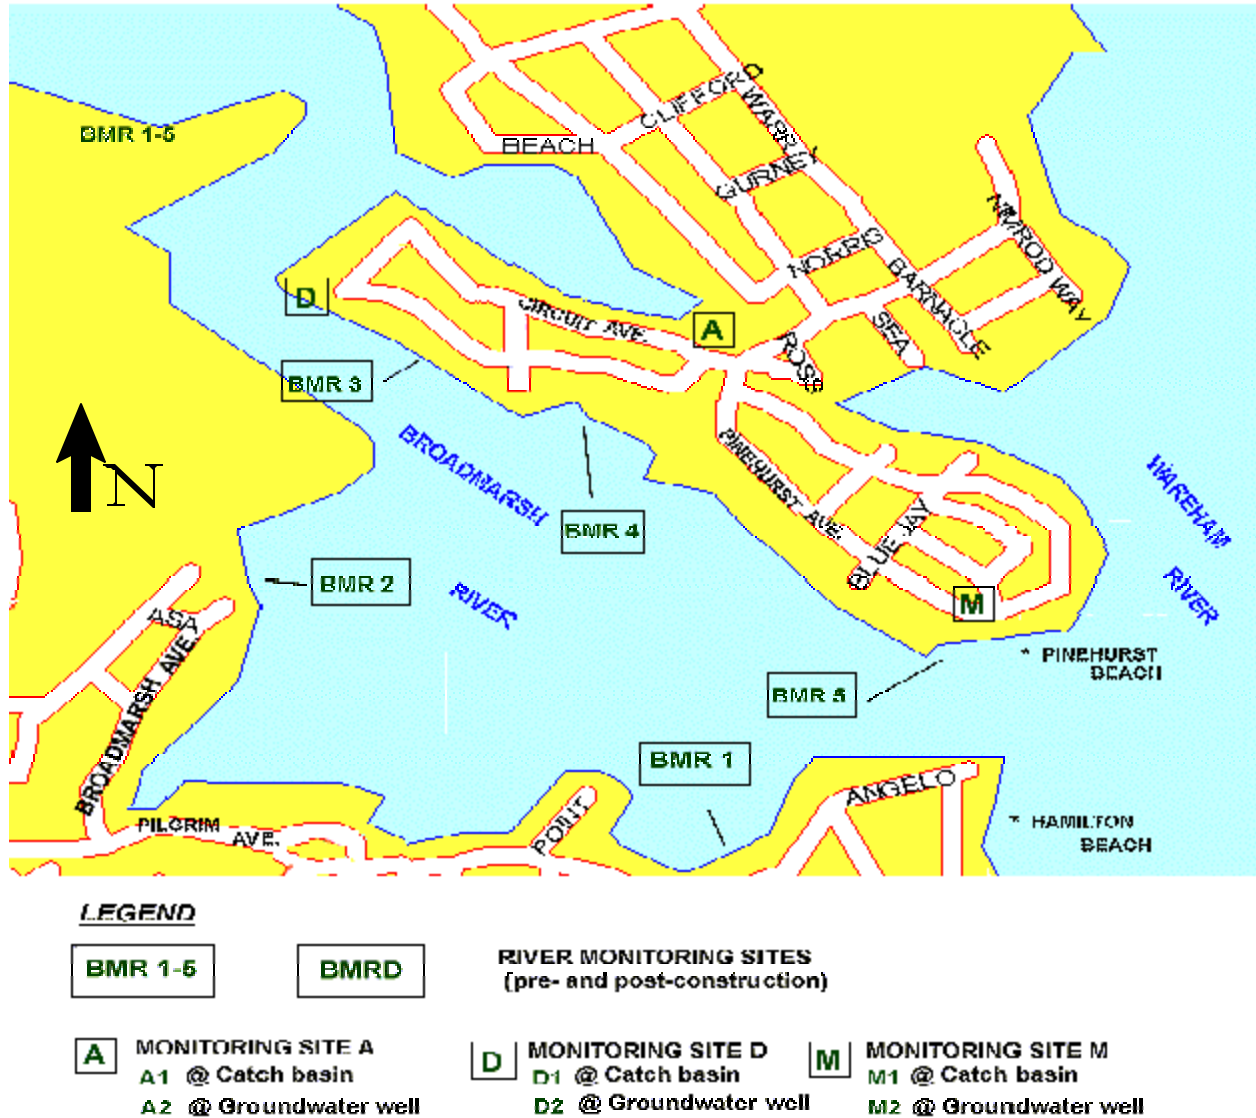 BMR 1-5
CLIFFORD
WARREN
BEACH
GURNEY
NIMROD WAY
NORRIS
BARNACLE
D
CIRCUIT AVE.
A
SEA
ROSS
BMR 3
N
BROADMARSH
RIVER
PINEHURST AVE.
WAREHAM
RIVER
BMR 4
BLUE JAY
BMR 2
M
ASA
BROADMARSH AVE.
* PINEHURST
BEACH
BMR 5
BMR 1
ANGELO
POINT
PILGRIM
AVE.
* HAMILTON
BEACH
LEGEND
BMR 1-5
BMRD
RIVER MONITORING SITES
(pre- and post-construction)
A
MONITORING SITE A
A1 @ Catch basin
A2 @ Groundwater well
D
MONITORING SITE D
D1 @ Catch basin
D2 @ Groundwater well
M
MONITORING SITE M
M1 @ Catch basin
M2 @ Groundwater well